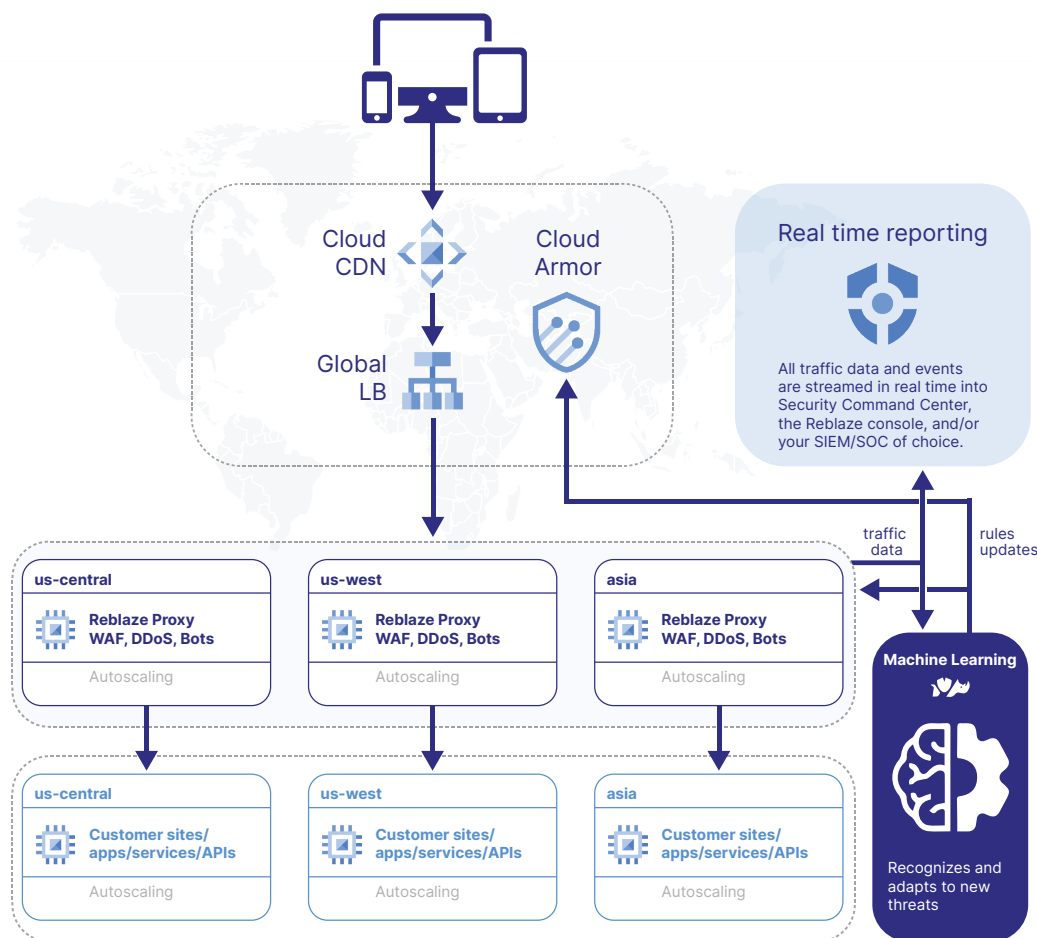 Cloud
CDN
Cloud
Armor
Global
LB
Real time reporting
All traffic data and events
are streamed in real time into
Security Command Center,
the Reblaze console, and/or
your SIEM/SOC of choice.
traffic
data
rules
updates
us-central
Reblaze Proxy
WAF, DDoS, Bots
Autoscaling
us-west
Reblaze Proxy
WAF, DDoS, Bots
Autoscaling
asia
Reblaze Proxy
WAF, DDoS, Bots
Autoscaling
us-central
Customer sites/
apps/services/APIs
Autoscaling
us-west
Customer sites/
apps/services/APIs
Autoscaling
asia
Customer sites/
apps/services/APIs
Autoscaling
Machine Learning
Recognizes and
adapts to new
threats